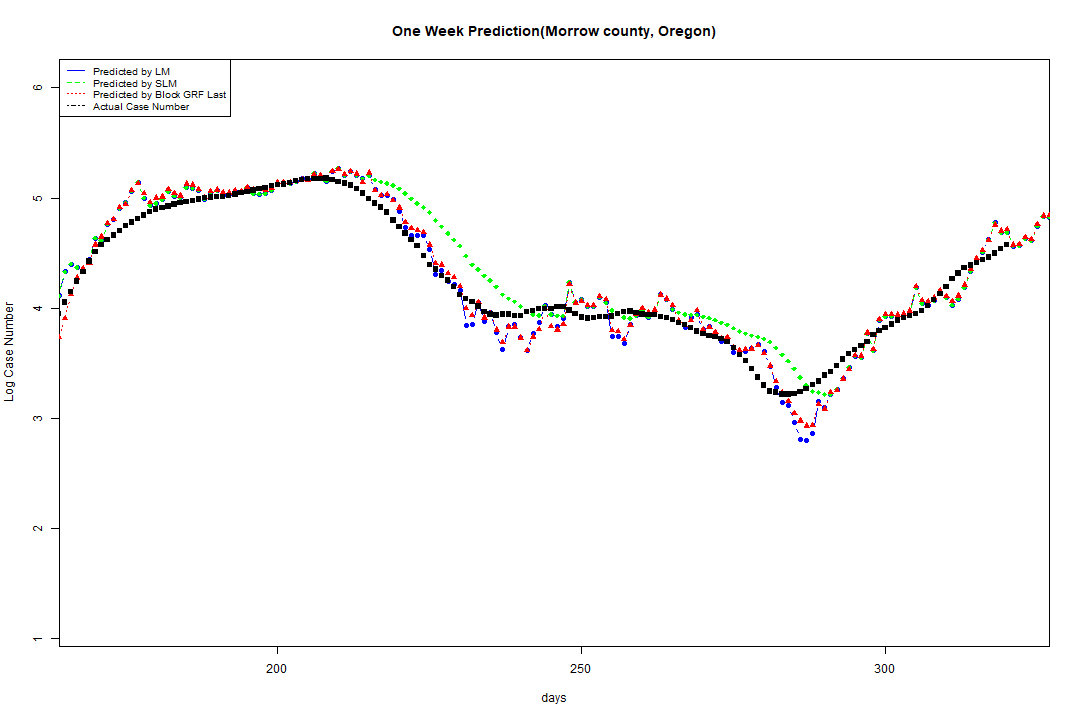 One Week Prediction(Morrow county, Oregon)
Predicted by LM
Predicted by SLM
Predicted by Block GRF Last
Actual Case Number
6
5
4
3
2
1
Log Case Number
200 250 300
days